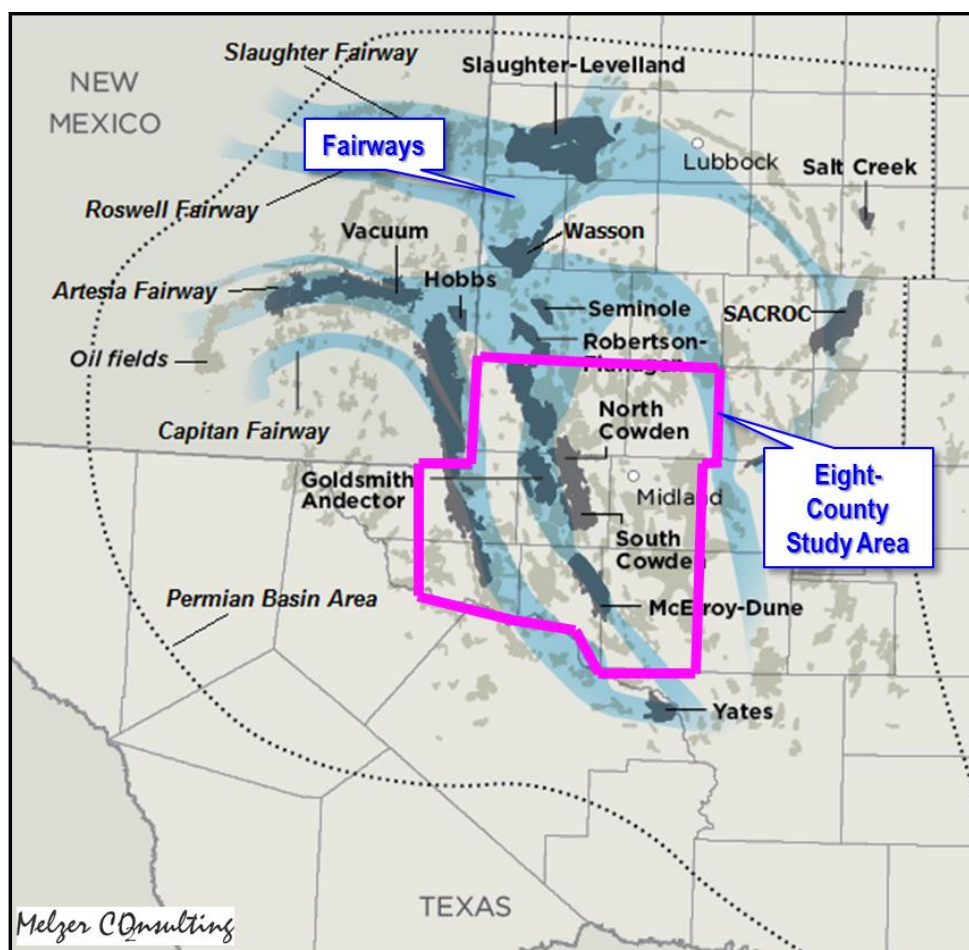 Slaughter Fairway
Slaughter-Levelland
NEW
MEXICO
Fairways
Lubbock
Salt Creek
Roswell Fairway
Vacuum
Wasson
Hobbs
Artesia Fairway
Seminole
SACROC
Robertson-
Flanagan
Oil fields
North
Cowden
Capitan Fairway
Goldsmith
Andector
Midland
Eight-
County
Study Area
South
Cowden
Permian Basin Area
McElroy-Dune
Yates
TEXAS
Melzer CO2nsulting